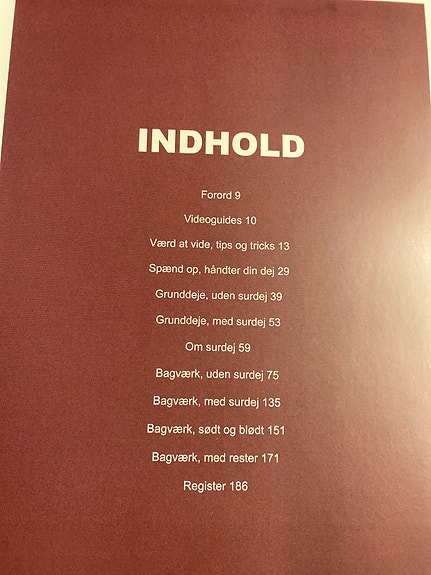 INDHOLD
Forord 9
Videoguides 10
Værd at vide, tips og tricks 13
Spænd op, håndter din dej 29
Grunddeje, uden surdej 39
Grunddeje, med surdej 53
Om surdej 59
Bagværk, uden surdej 75
Bagværk, med surdej 135
Bagværk, sødt og blødt 151
Bagværk, med rester 171
Register 186